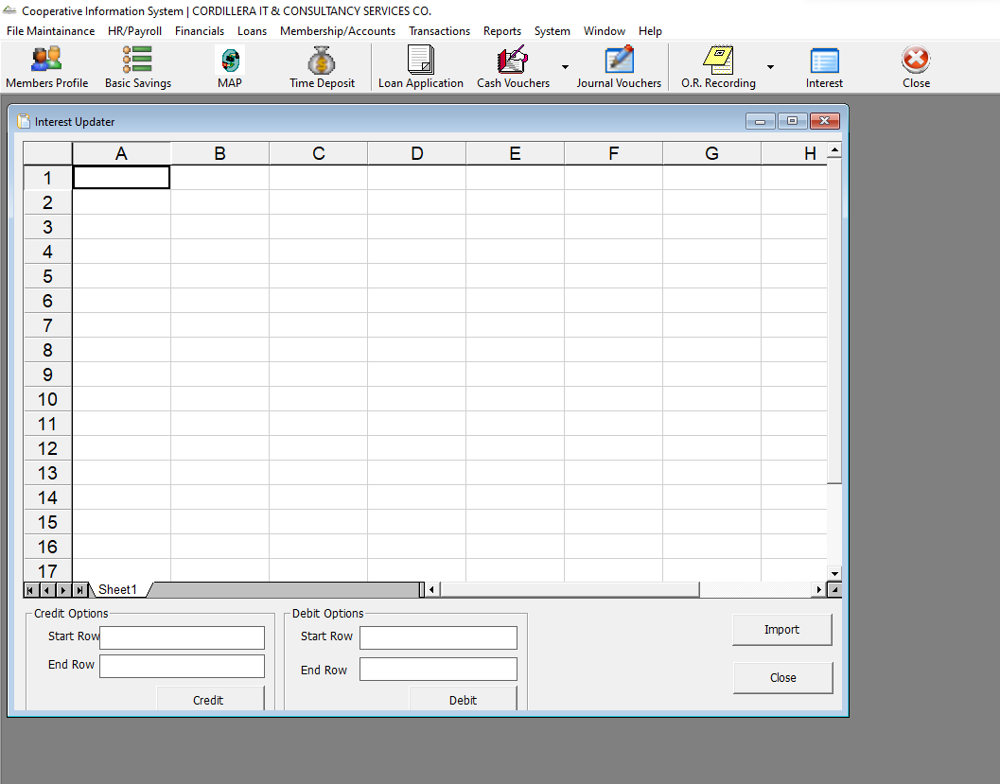 Cooperative Information System | CORDILLERA IT & CONSULTANCY SERVICES CO.
File Maintainance HR/Payroll Financials Loans Membership/Accounts Transactions Reports System Window Help
Members Profile Basic Savings MAP Time Deposit Loan Application Cash Vouchers Journal Vouchers O.R. Recording Interest Close
Interest Updater
A B C D E F G H
1
2
3
4
5
6
7
8
9
10
11
12
13
14
15
16
17
Sheet1
Credit Options Debit Options
Start Row Start Row Import
End Row End Row Close
Credit Debit